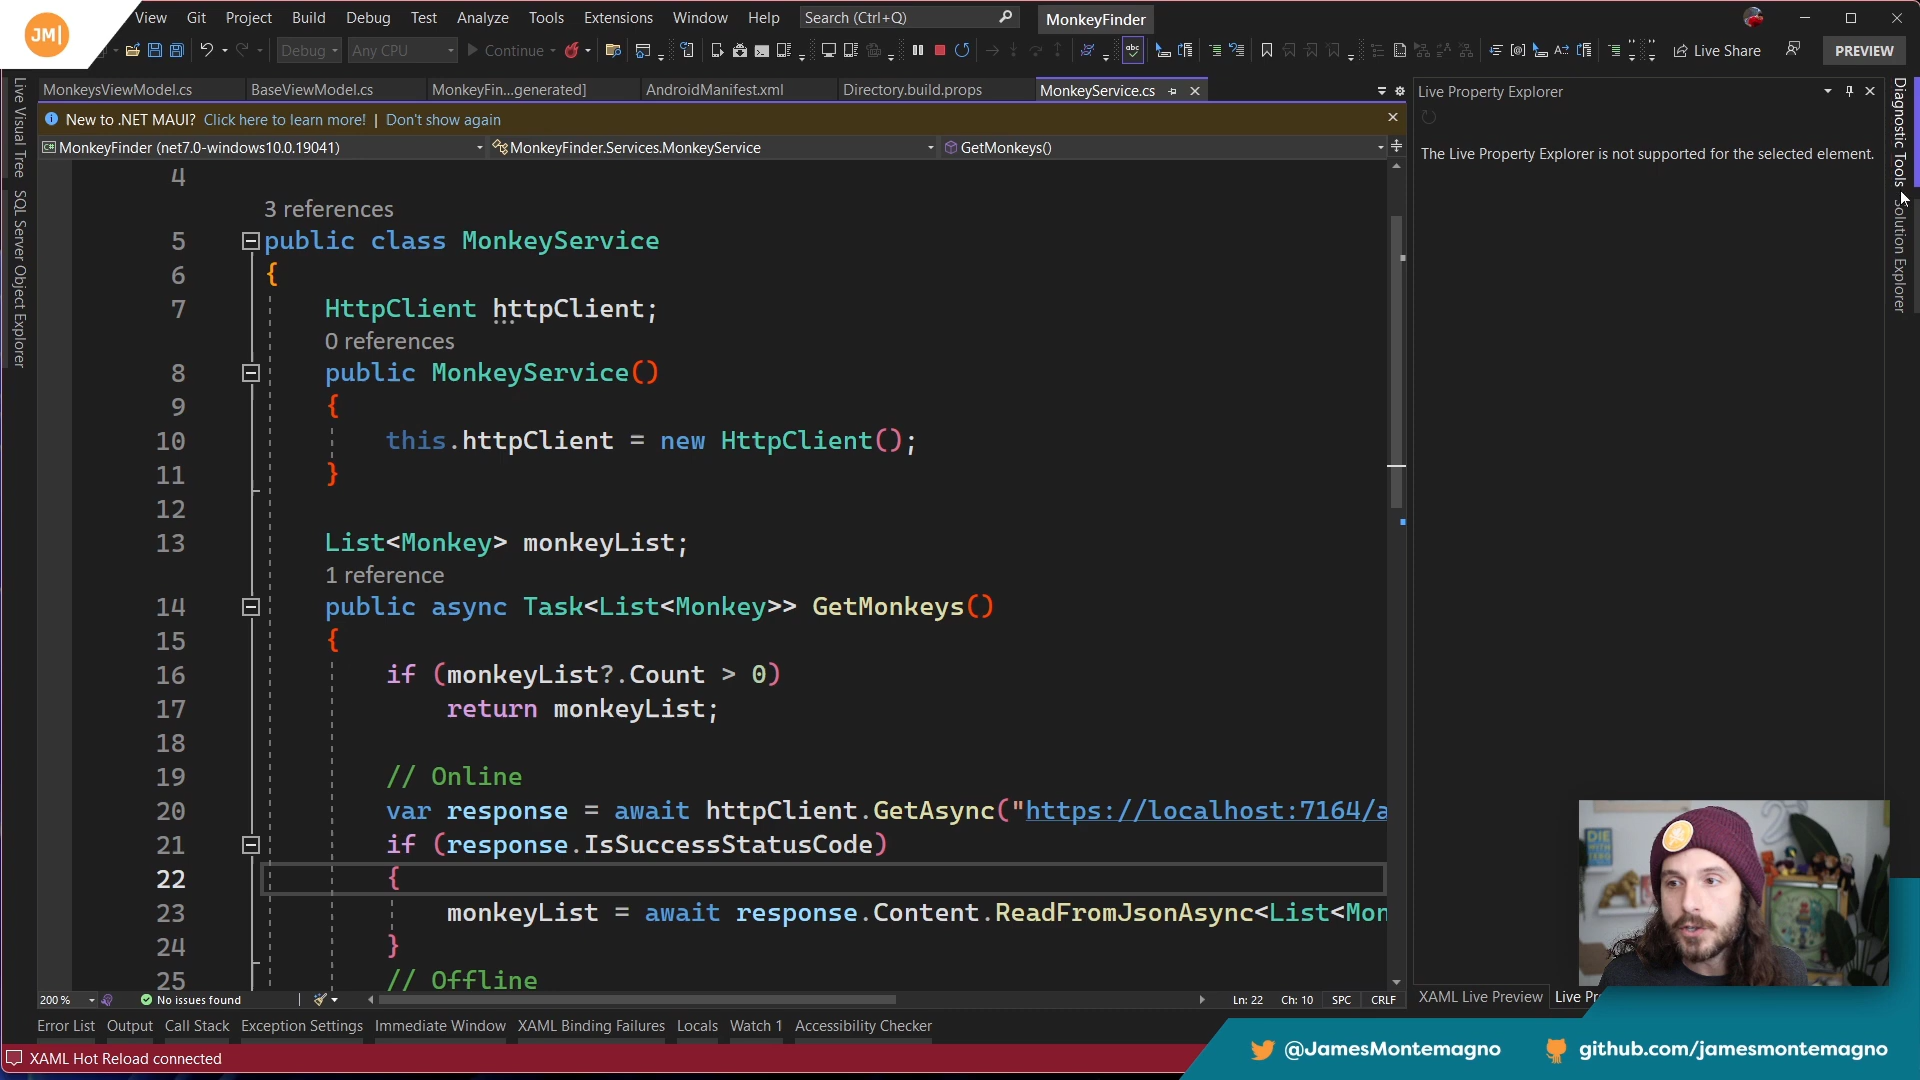 JM|
View Git Project Build Debug Test Analyze Tools Extensions Window Help Search (Ctrl+Q) MonkeyFinder
Debug Any CPU Continue Live Share PREVIEW
MonkeysViewModel.cs BaseViewModel.cs MonkeyFin...generated] AndroidManifest.xml Directory.build.props MonkeyService.cs
New to .NET MAUI? Click here to learn more! | Don't show again
MonkeyFinder (net7.0-windows10.0.19041) MonkeyFinder.Services.MonkeyService GetMonkeys()
Live Visual Tree
SQL Server Object Explorer
4
3 references
5 public class MonkeyService
6 {
7 HttpClient httpClient;
0 references
8 public MonkeyService()
9 {
10 this.httpClient = new HttpClient();
11 }
12
13 List<Monkey> monkeyList;
1 reference
14 public async Task<List<Monkey>> GetMonkeys()
15 {
16 if (monkeyList?.Count > 0)
17 return monkeyList;
18
19 // Online
20 var response = await httpClient.GetAsync("https://localhost:7164/a
21 if (response.IsSuccessStatusCode)
22 {
23 monkeyList = await response.Content.ReadFromJsonAsync<List<Mon
24 }
25 // Offline
200 % No issues found Ln: 22 Ch: 10 SPC CRLF
Live Property Explorer
The Live Property Explorer is not supported for the selected element.
Diagnostic Tools
Solution Explorer
XAML Live Preview Live Pr
Error List Output Call Stack Exception Settings Immediate Window XAML Binding Failures Locals Watch 1 Accessibility Checker
XAML Hot Reload connected
@JamesMontemagno github.com/jamesmontemagno